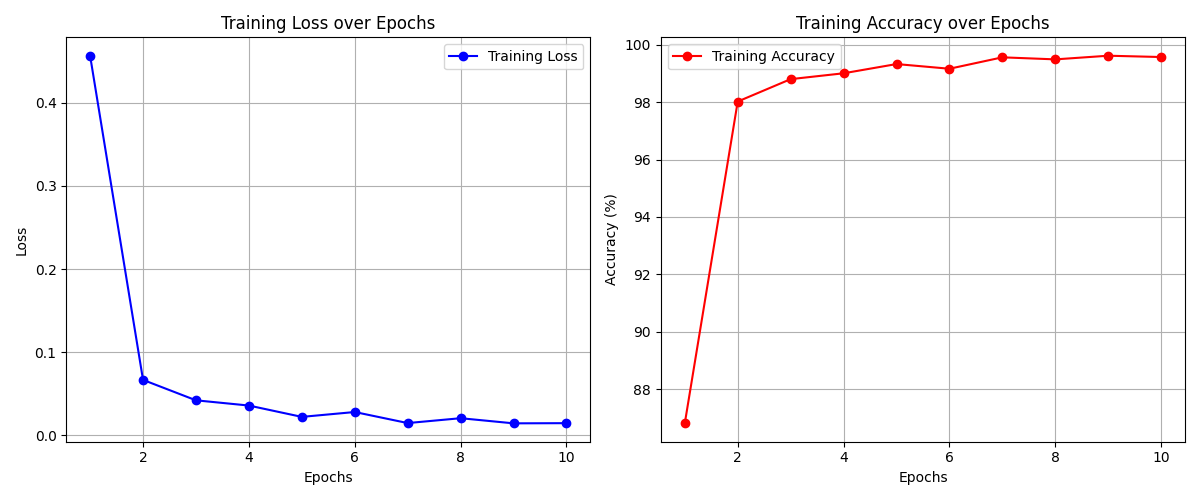 Training Loss over Epochs
Training Loss
0.4
0.3
0.2
0.1
0.0
Loss
2 4 6 8 10
Epochs
Training Accuracy over Epochs
Training Accuracy
100
98
96
94
92
90
88
Accuracy (%)
2 4 6 8 10
Epochs